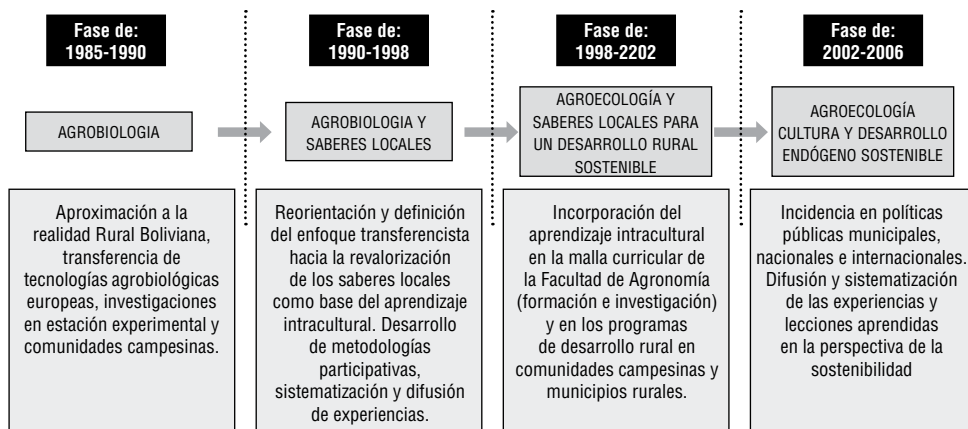 Fase de:
1985-1990
Fase de:
1990-1998
Fase de:
1998-2202
Fase de:
2002-2006
AGROBIOLOGIA
AGROBIOLOGIA Y
SABERES LOCALES
AGROECOLOGÍA Y
SABERES LOCALES PARA
UN DESARROLLO RURAL
SOSTENIBLE
AGROECOLOGÍA
CULTURA Y DESARROLLO
ENDÓGENO SOSTENIBLE
Aproximación a la
realidad Rural Boliviana,
transferencia de
tecnologías agrobiológicas
europeas, investigaciones
en estación experimental y
comunidades campesinas.
Reorientación y definición
del enfoque transferencista
hacia la revalorización
de los saberes locales
como base del aprendizaje
intracultural. Desarrollo
de metodologías
participativas,
sistematización y difusión
de experiencias.
Incorporación del
aprendizaje intracultural
en la malla curricular de
la Facultad de Agronomía
(formación e investigación)
y en los programas
de desarrollo rural en
comunidades campesinas y
municipios rurales.
Incidencia en políticas
públicas municipales,
nacionales e internacionales.
Difusión y sistematización
de las experiencias y
lecciones aprendidas
en la perspectiva de la
sostenibilidad